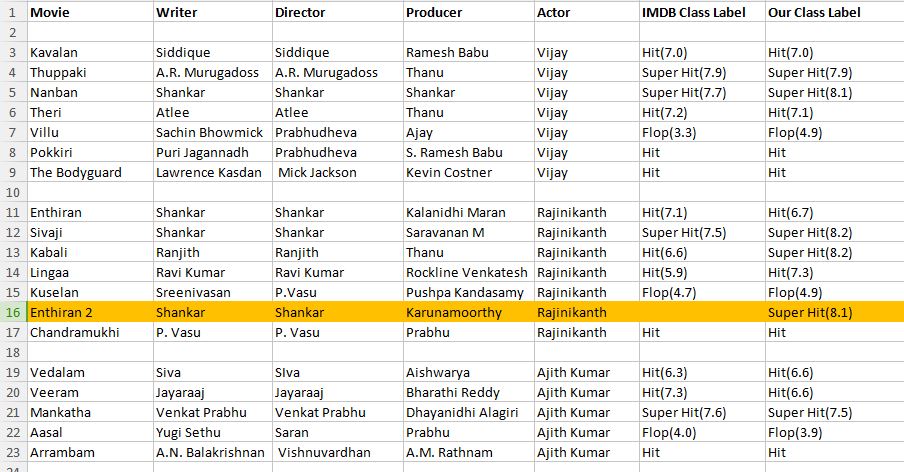 1 Movie Writer Director Producer Actor IMDB Class Label Our Class Label
2
3 Kavalan Siddique Siddique Ramesh Babu Vijay Hit(7.0) Hit(7.0)
4 Thuppaki A.R. Murugadoss A.R. Murugadoss Thanu Vijay Super Hit(7.9) Super Hit(7.9)
5 Nanban Shankar Shankar Shankar Vijay Super Hit(7.7) Super Hit(8.1)
6 Theri Atlee Atlee Thanu Vijay Hit(7.2) Hit(7.1)
7 Villu Sachin Bhowmick Prabhudheva Ajay Vijay Flop(3.3) Flop(4.9)
8 Pokkiri Puri Jagannadh Prabhudheva S. Ramesh Babu Vijay Hit Hit
9 The Bodyguard Lawrence Kasdan Mick Jackson Kevin Costner Vijay Hit Hit
10
11 Enthiran Shankar Shankar Kalanidhi Maran Rajinikanth Hit(7.1) Hit(6.7)
12 Sivaji Shankar Shankar Saravanan M Rajinikanth Super Hit(7.5) Super Hit(8.2)
13 Kabali Ranjith Ranjith Thanu Rajinikanth Hit(6.6) Super Hit(8.2)
14 Lingaa Ravi Kumar Ravi Kumar Rockline Venkatesh Rajinikanth Hit(5.9) Hit(7.3)
15 Kuselan Sreenivasan P.Vasu Pushpa Kandasamy Rajinikanth Flop(4.7) Flop(4.9)
16 Enthiran 2 Shankar Shankar Karunamoorthy Rajinikanth Super Hit(8.1)
17 Chandramukhi P. Vasu P. Vasu Prabhu Rajinikanth Hit Hit
18
19 Vedalam Siva SIva Aishwarya Ajith Kumar Hit(6.3) Hit(6.6)
20 Veeram Jayaraaj Jayaraaj Bharathi Reddy Ajith Kumar Hit(7.3) Hit(6.6)
21 Mankatha Venkat Prabhu Venkat Prabhu Dhayanidhi Alagiri Ajith Kumar Super Hit(7.6) Super Hit(7.5)
22 Aasal Yugi Sethu Saran Prabhu Ajith Kumar Flop(4.0) Flop(3.9)
23 Arrambam A.N. Balakrishnan Vishnuvardhan A.M. Rathnam Ajith Kumar Hit Hit